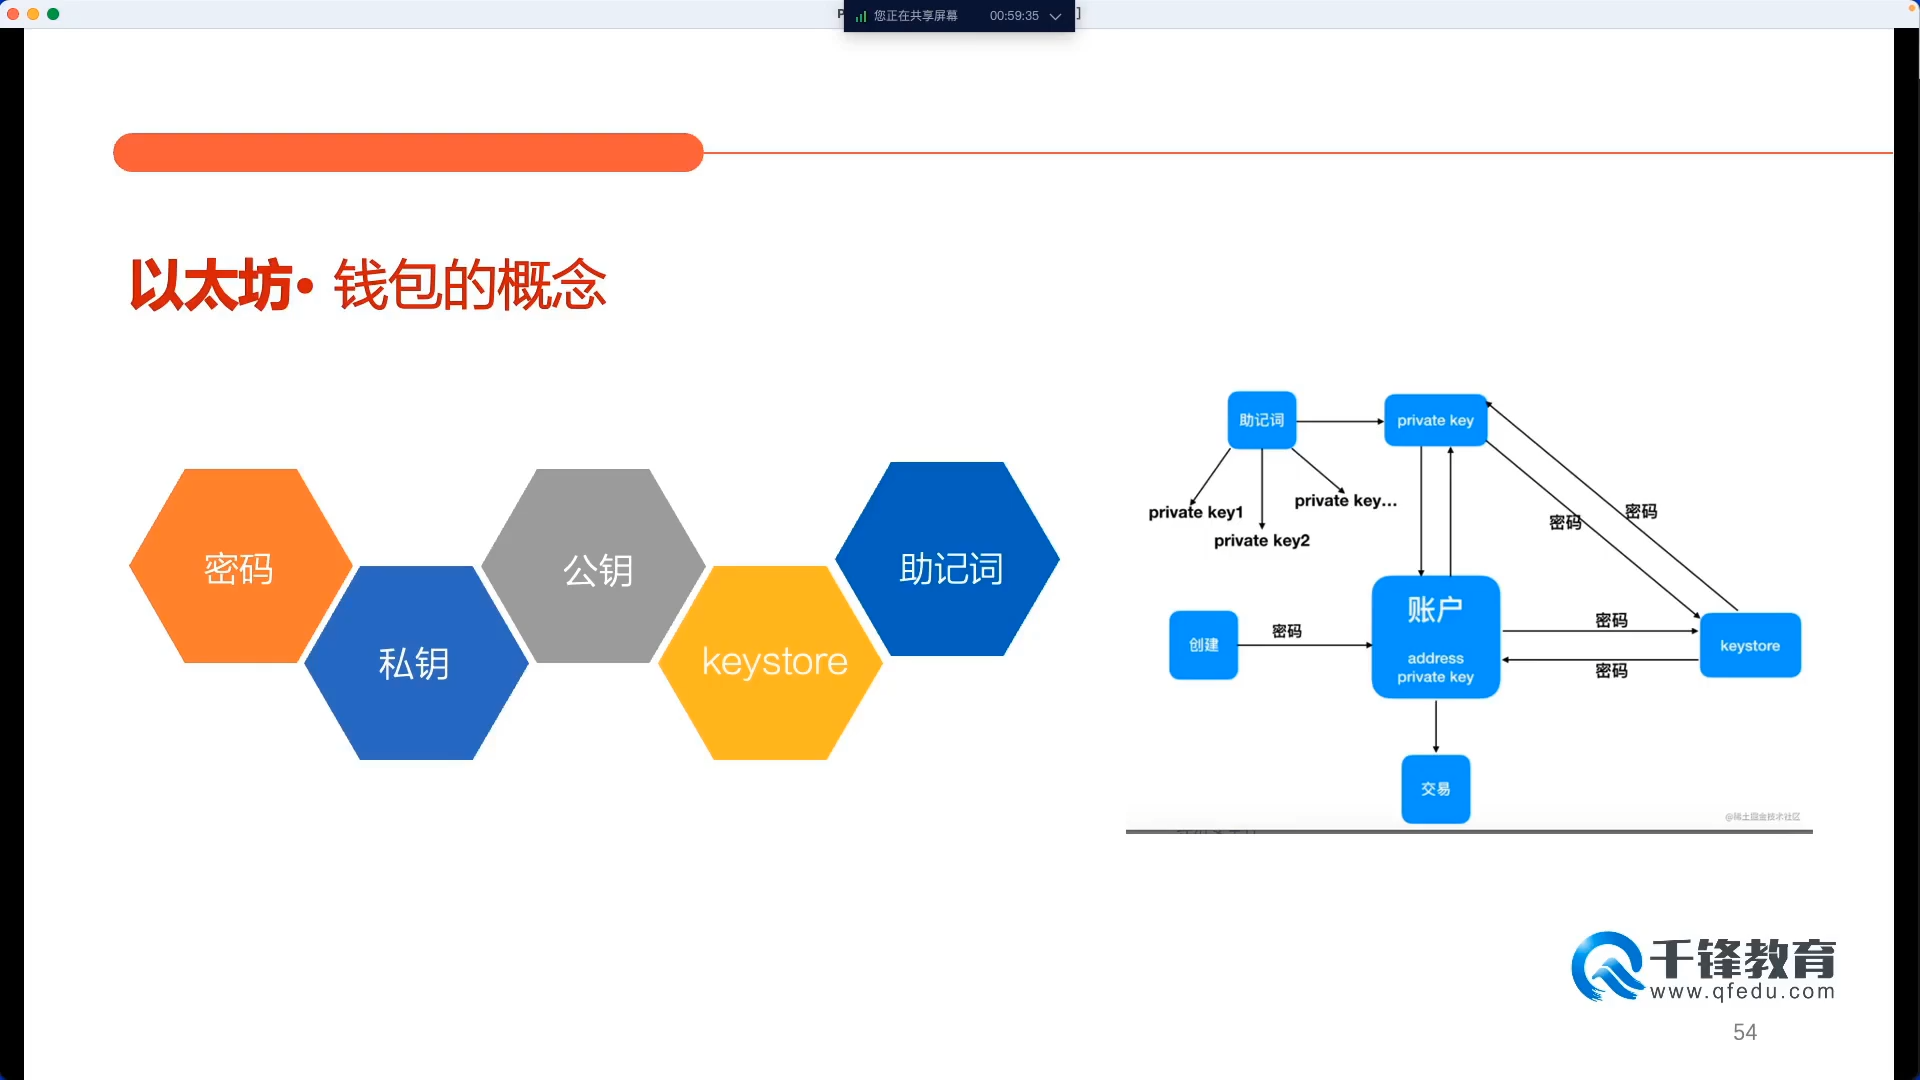 您正在共享屏幕 00:59:35
以太坊• 钱包的概念
密码
私钥
公钥
keystore
助记词
助记词
private key
private key1
private key2
private key...
密码
密码
创建
密码
账户
address
private key
密码
密码
keystore
交易
@稀土掘金技术社区
千锋教育
www.qfedu.com
54